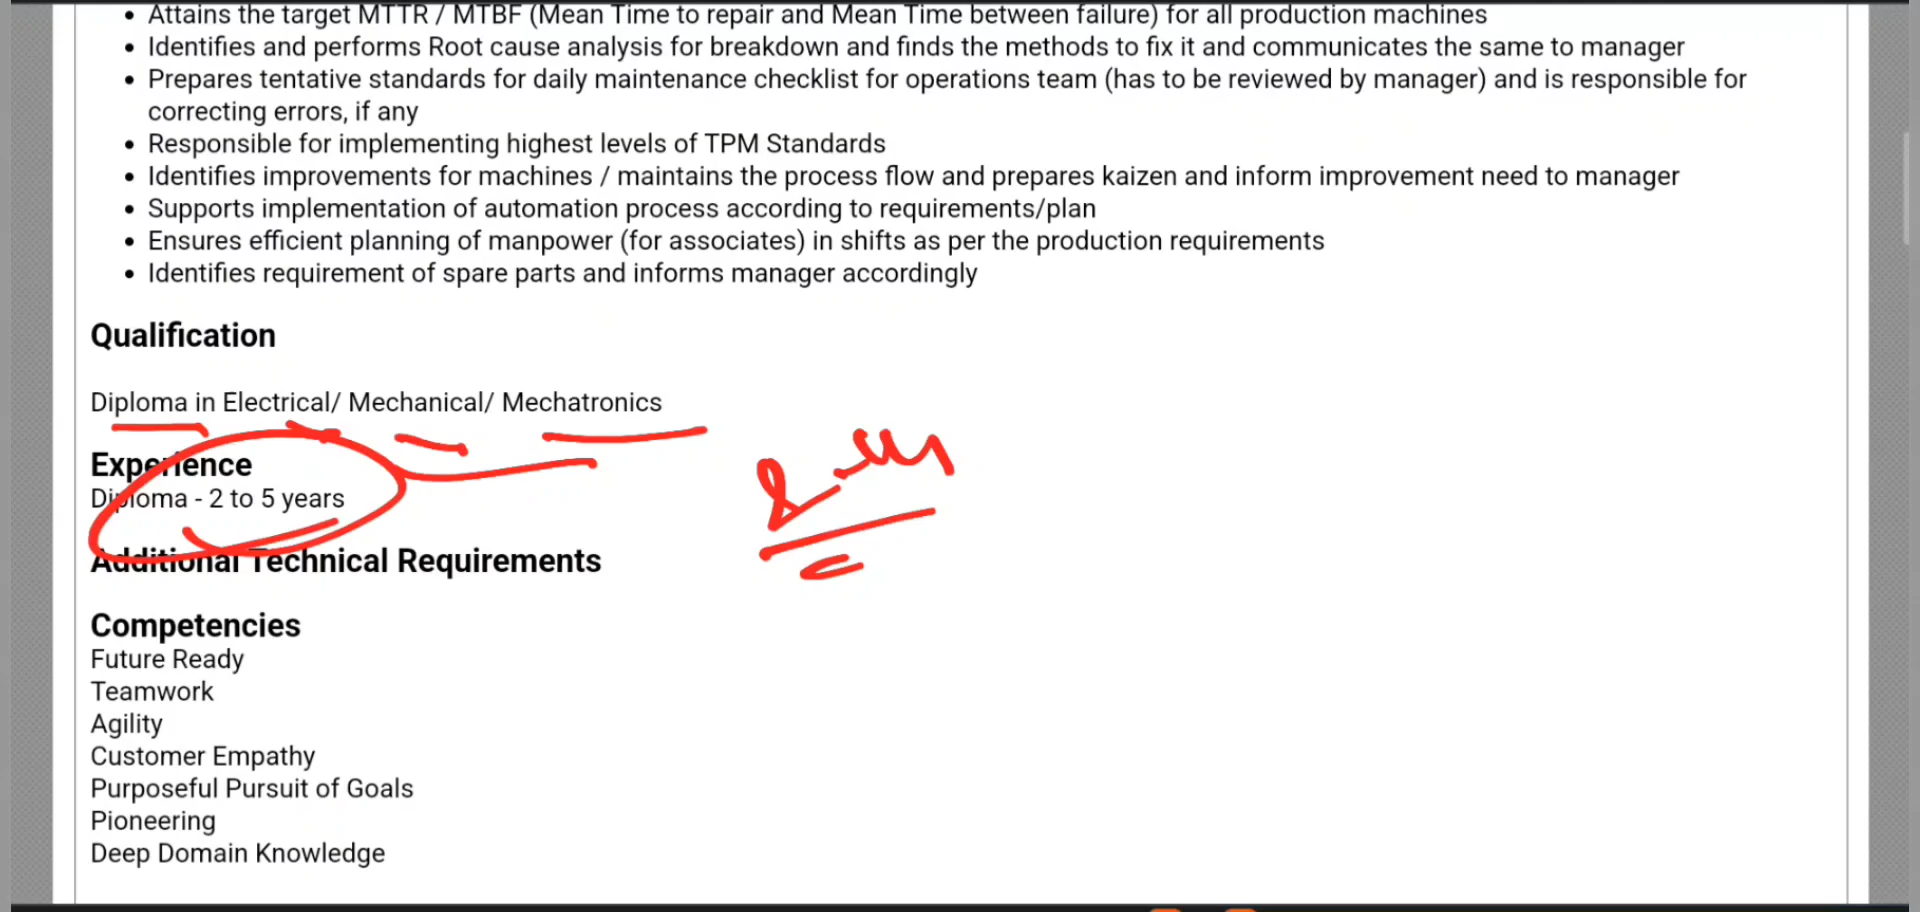 • Attains the target MTTR / MTBF (Mean Time to repair and Mean Time between failure) for all production machines
• Identifies and performs Root cause analysis for breakdown and finds the methods to fix it and communicates the same to manager
• Prepares tentative standards for daily maintenance checklist for operations team (has to be reviewed by manager) and is responsible for
correcting errors, if any
• Responsible for implementing highest levels of TPM Standards
• Identifies improvements for machines / maintains the process flow and prepares kaizen and inform improvement need to manager
• Supports implementation of automation process according to requirements/plan
• Ensures efficient planning of manpower (for associates) in shifts as per the production requirements
• Identifies requirement of spare parts and informs manager accordingly
Qualification
Diploma in Electrical/ Mechanical/ Mechatronics
Experience
Diploma - 2 to 5 years
Additional Technical Requirements
Competencies
Future Ready
Teamwork
Agility
Customer Empathy
Purposeful Pursuit of Goals
Pioneering
Deep Domain Knowledge